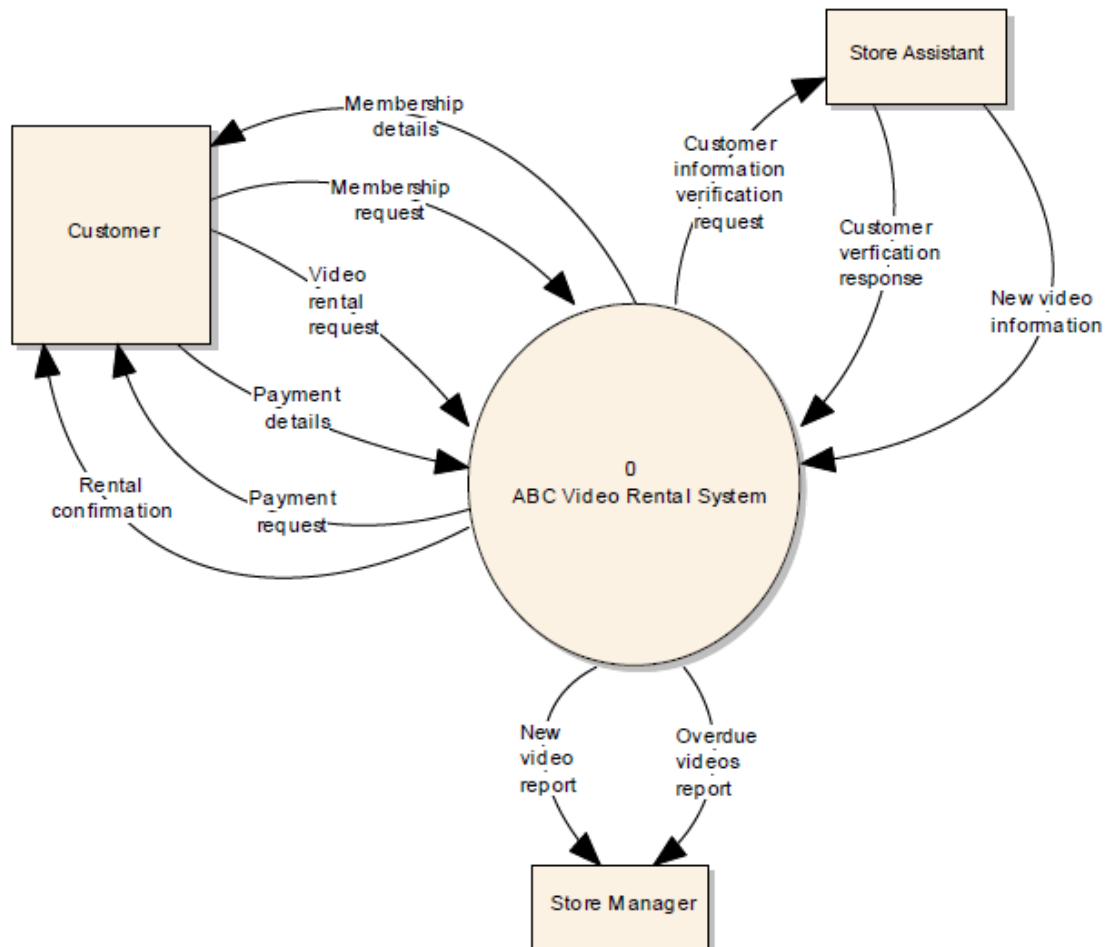 Store Assistant
Membership
details
Customer
information
verification
request
Membership
request
Customer
Customer
verfication
response
Video
rental
request
New video
information
Payment
details
0
ABC Video Rental System
Rental
confirmation
Payment
request
New
video
report
Overdue
videos
report
Store Manager